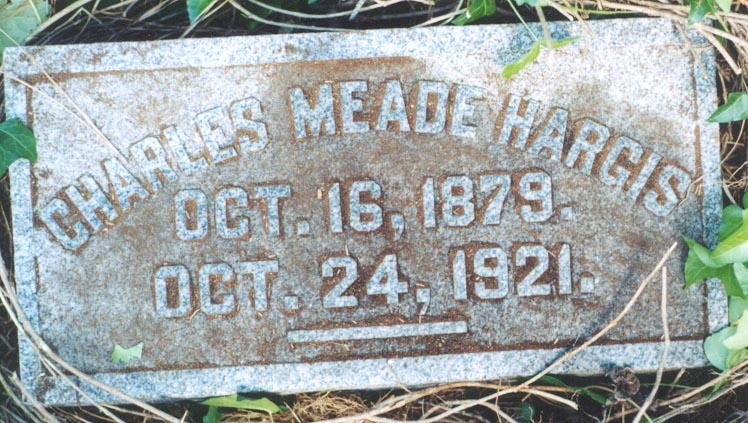 CHARLES MEADE HARGIS
OCT. 16, 1879.
OCT. 24, 1921.